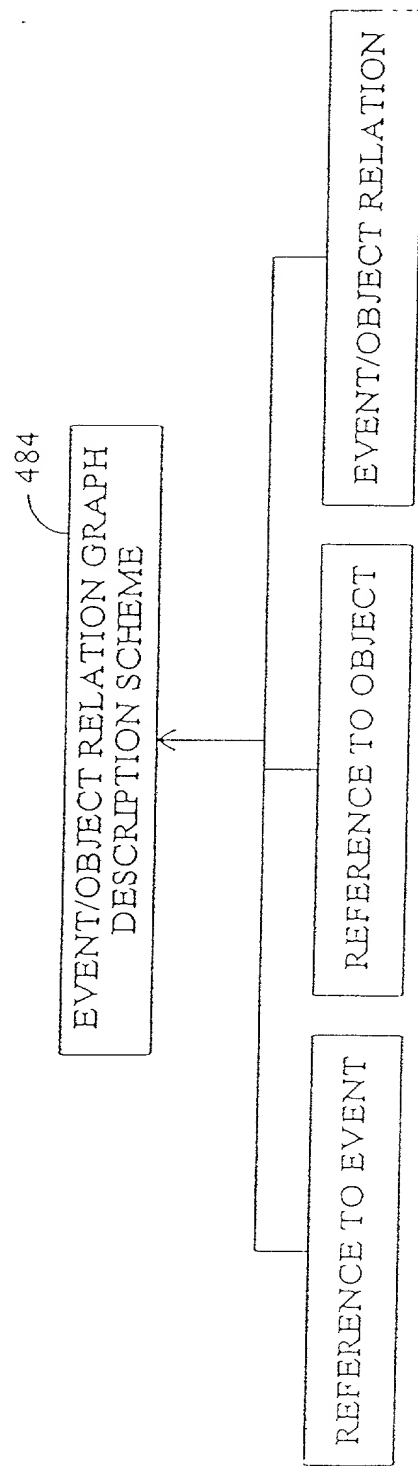 484
EVENT/OBJECT RELATION GRAPH
DESCRIPTION SCHEME
REFERENCE TO EVENT
REFERENCE TO OBJECT
EVENT/OBJECT RELATION